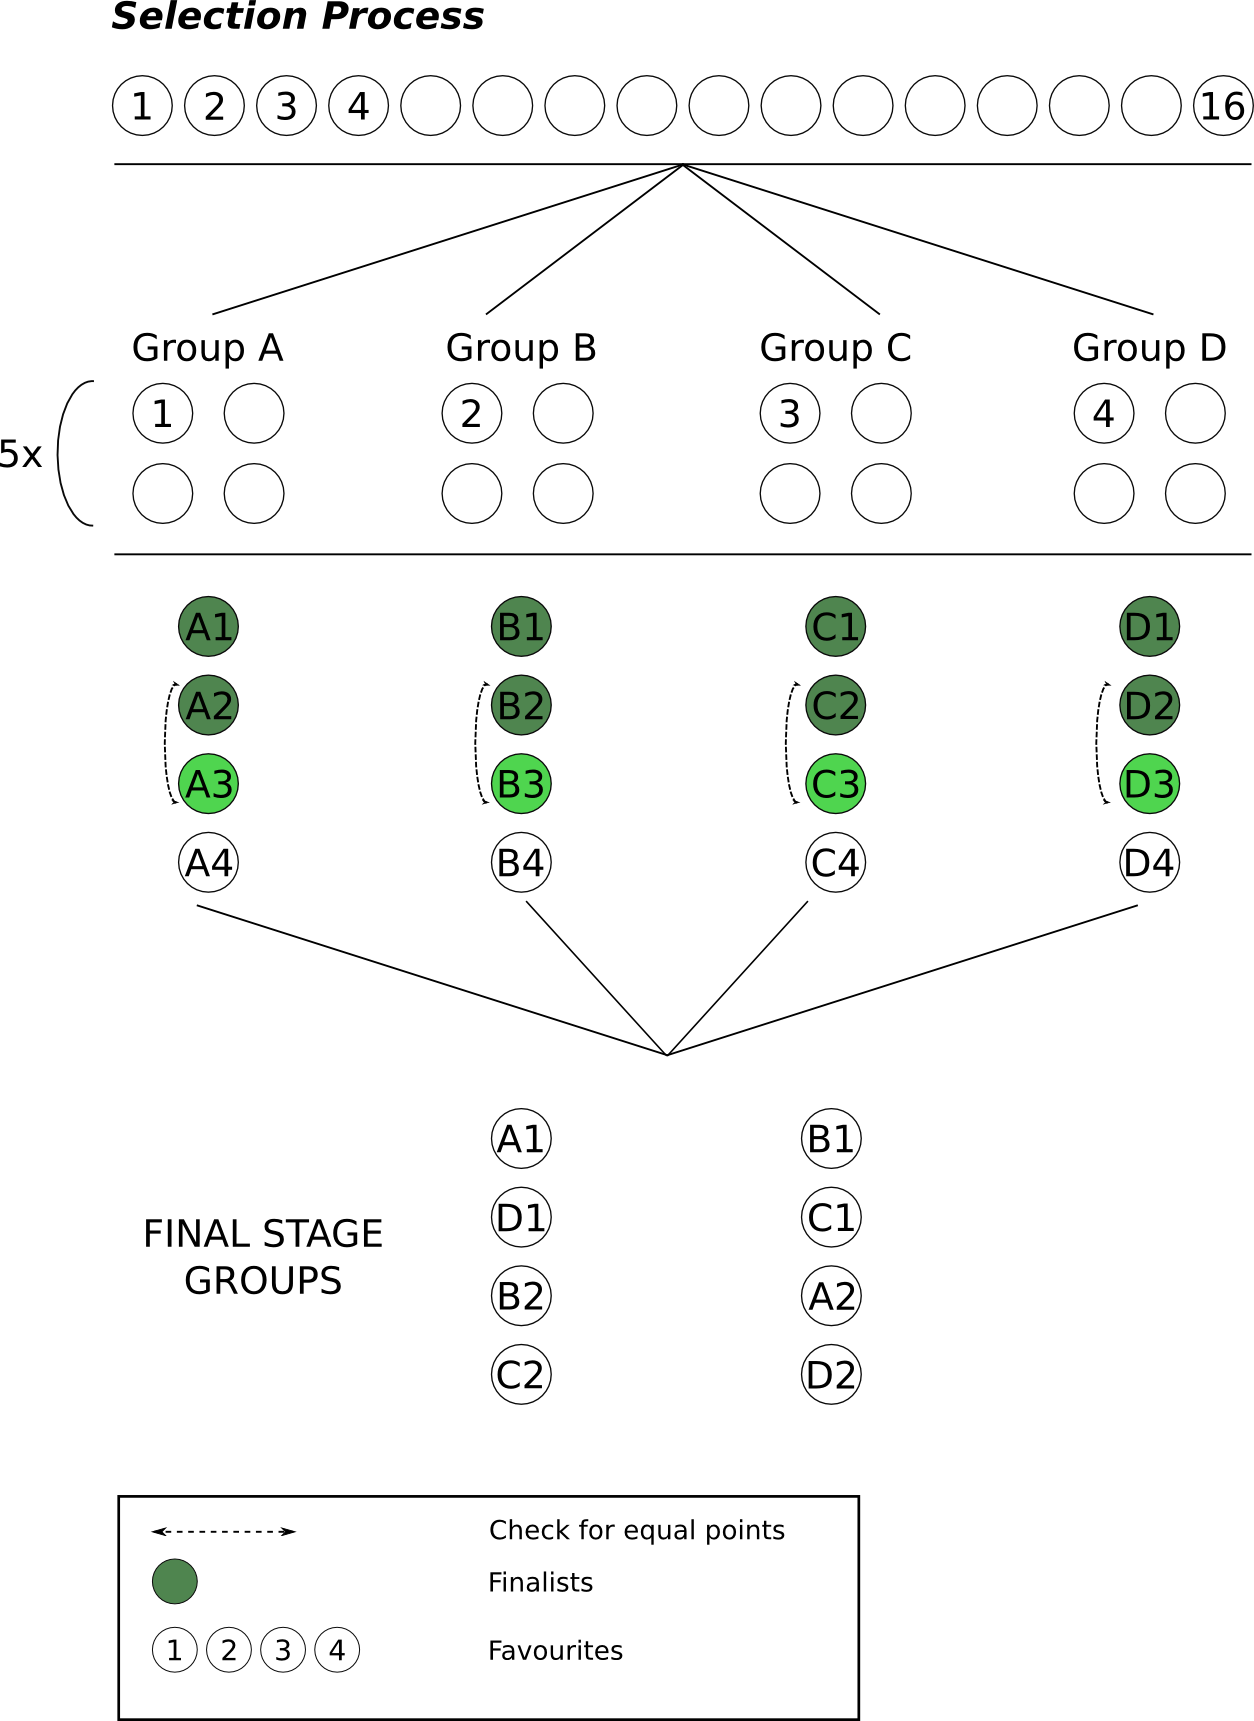 Selection Process
1 2 3 4 16
Group A Group B Group C Group D
1 2 3 4
5x
A1 B1 C1 D1
A2 B2 C2 D2
A3 B3 C3 D3
A4 B4 C4 D4
A1 B1
D1 C1
FINAL STAGE
GROUPS
B2 A2
C2 D2
Check for equal points
Finalists
1 2 3 4 Favourites